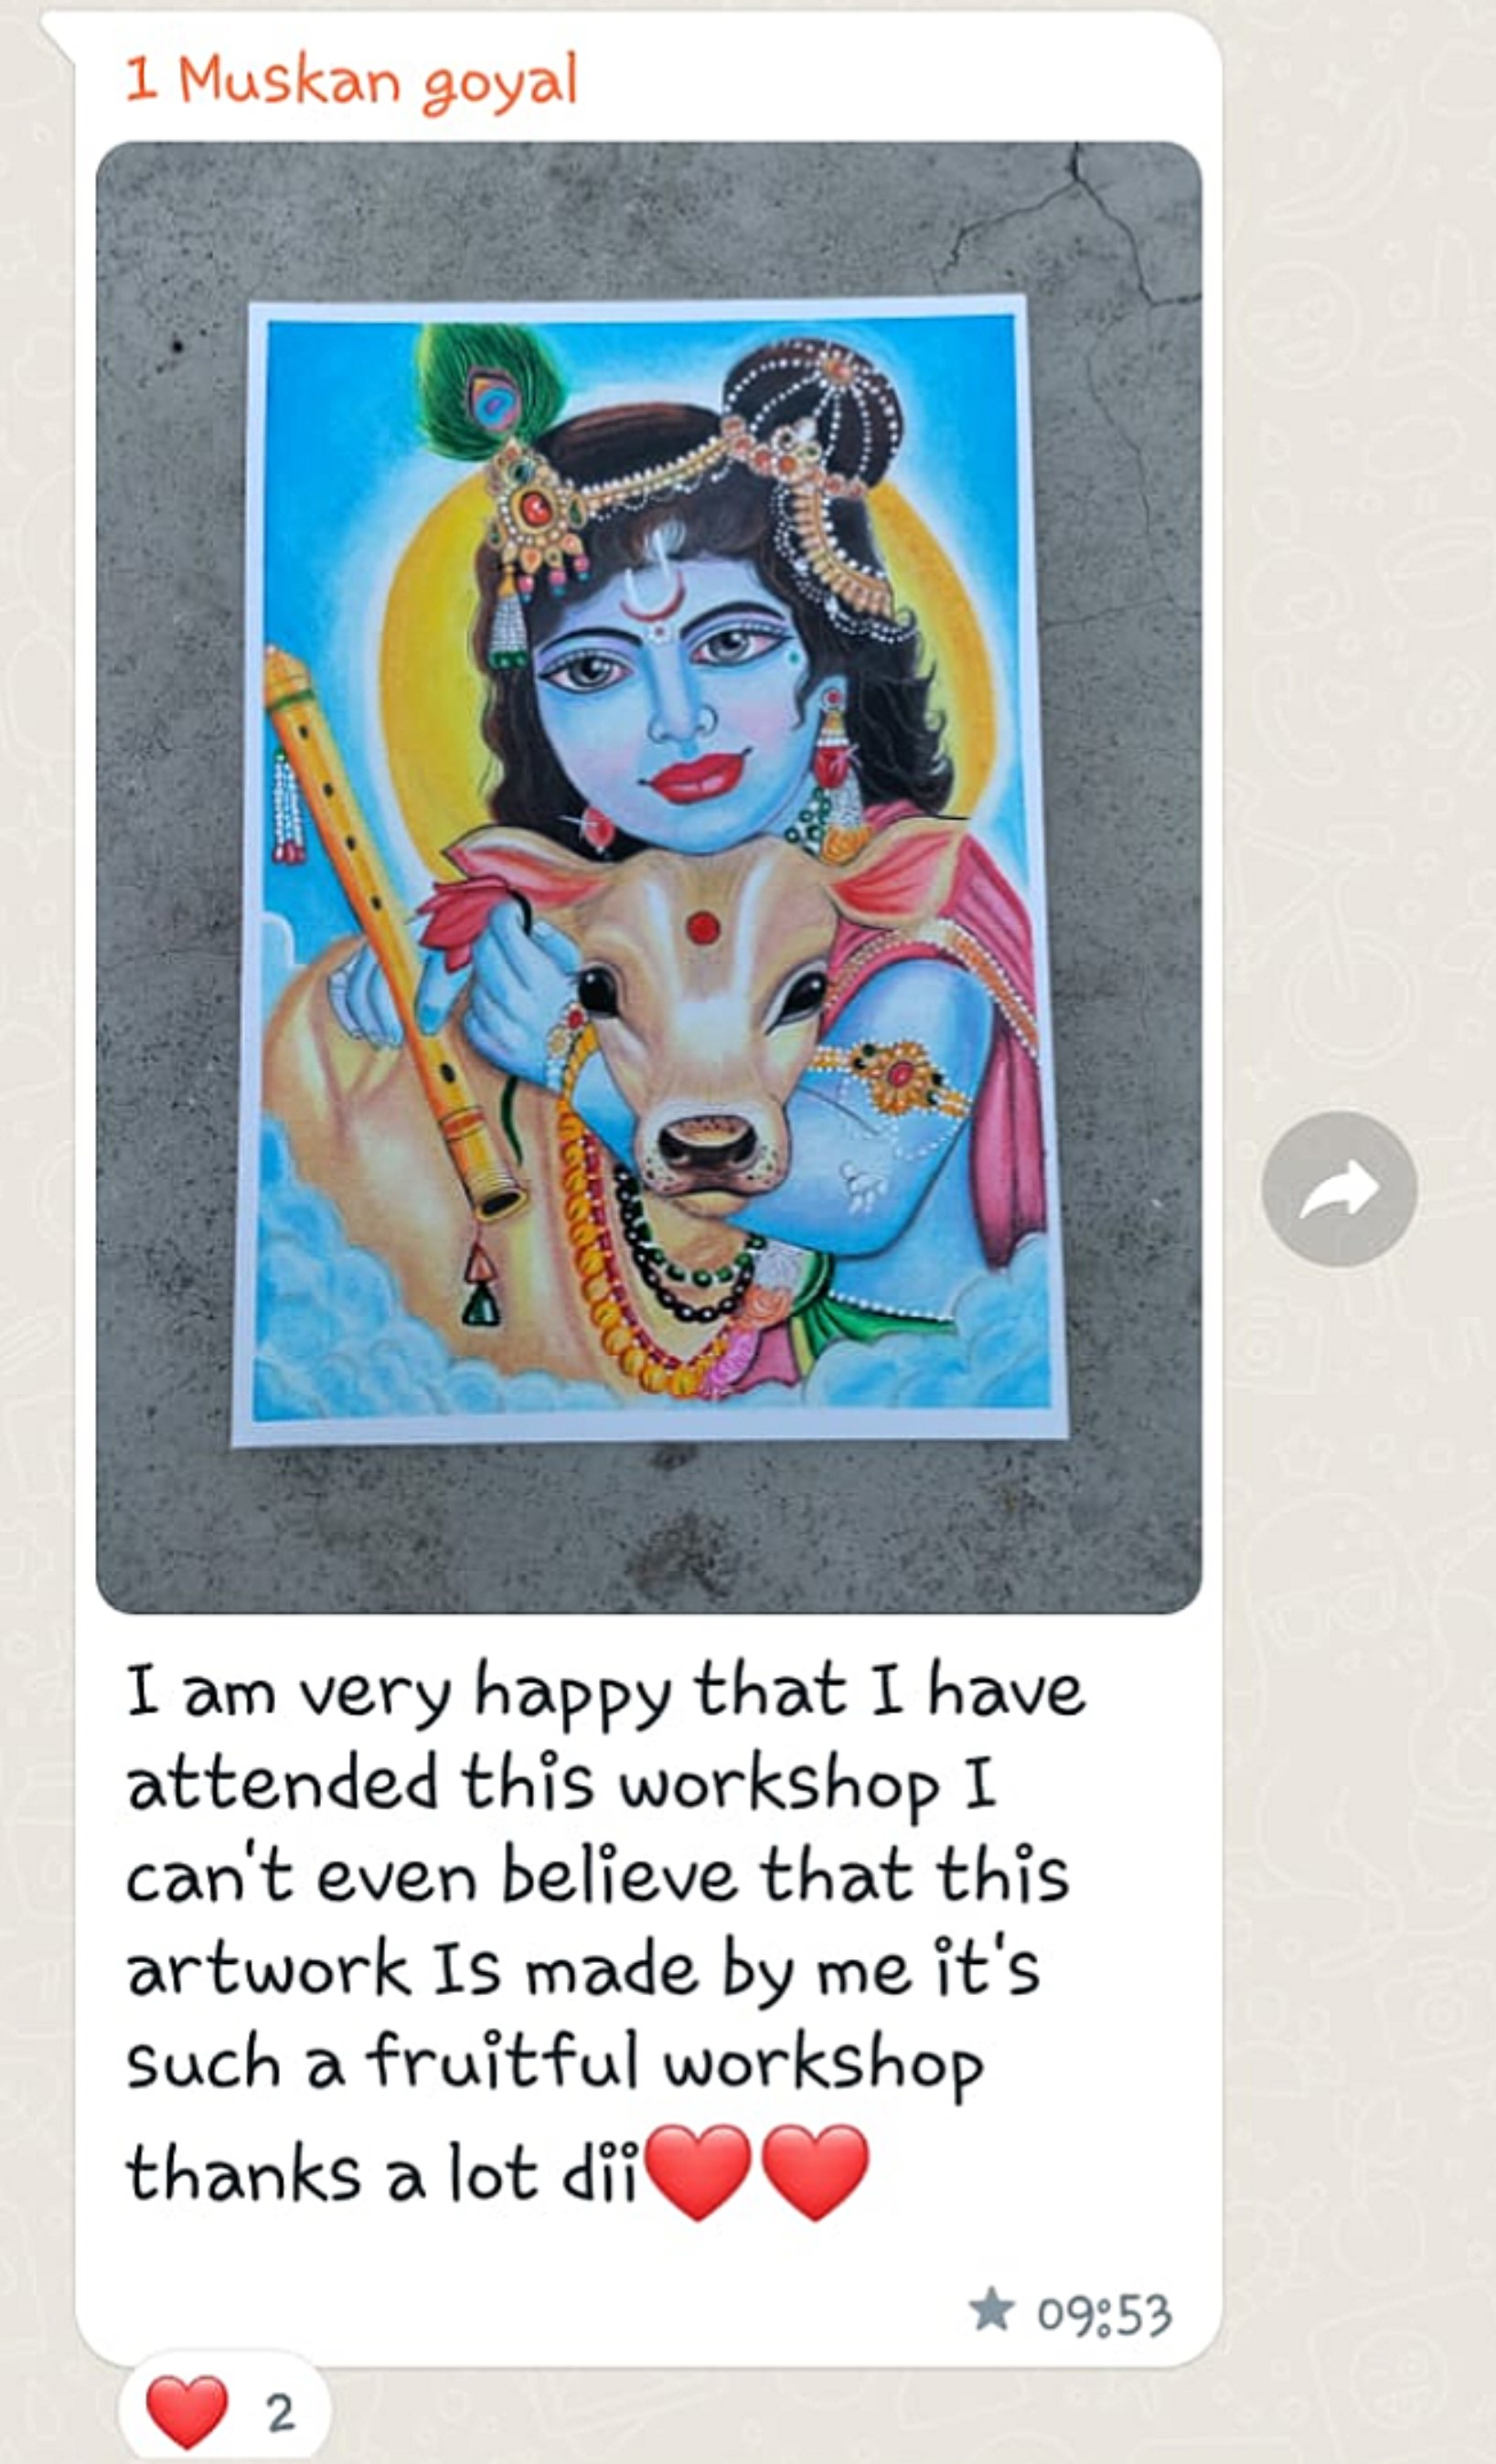 1 Muskan goyal
I am very happy that I have
attended this workshop I
can't even believe that this
artwork Is made by me it's
such a fruitful workshop
thanks a lot dii❤️❤️
★ 09:53
❤️ 2